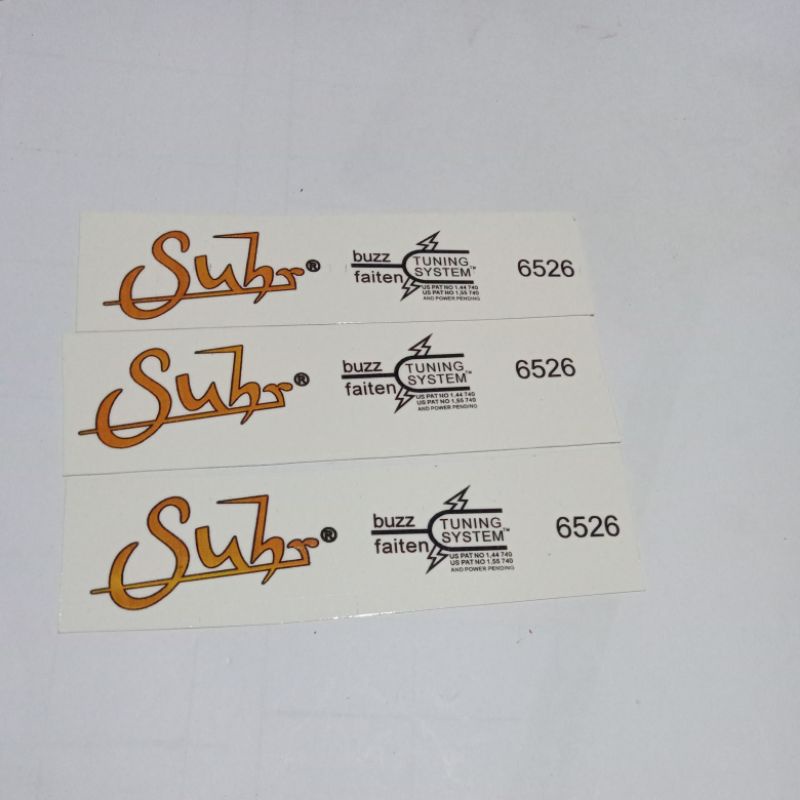 Suhr®
buzz
faiten
TUNING
SYSTEM™
US PAT NO 1,44 740
US PAT NO 1,55 740
AND POWER PENDING
6526
Suhr®
buzz
faiten
TUNING
SYSTEM™
US PAT NO 1,44 740
US PAT NO 1,55 740
AND POWER PENDING
6526
Suhr®
buzz
faiten
TUNING
SYSTEM™
US PAT NO 1,44 740
US PAT NO 1,55 740
AND POWER PENDING
6526